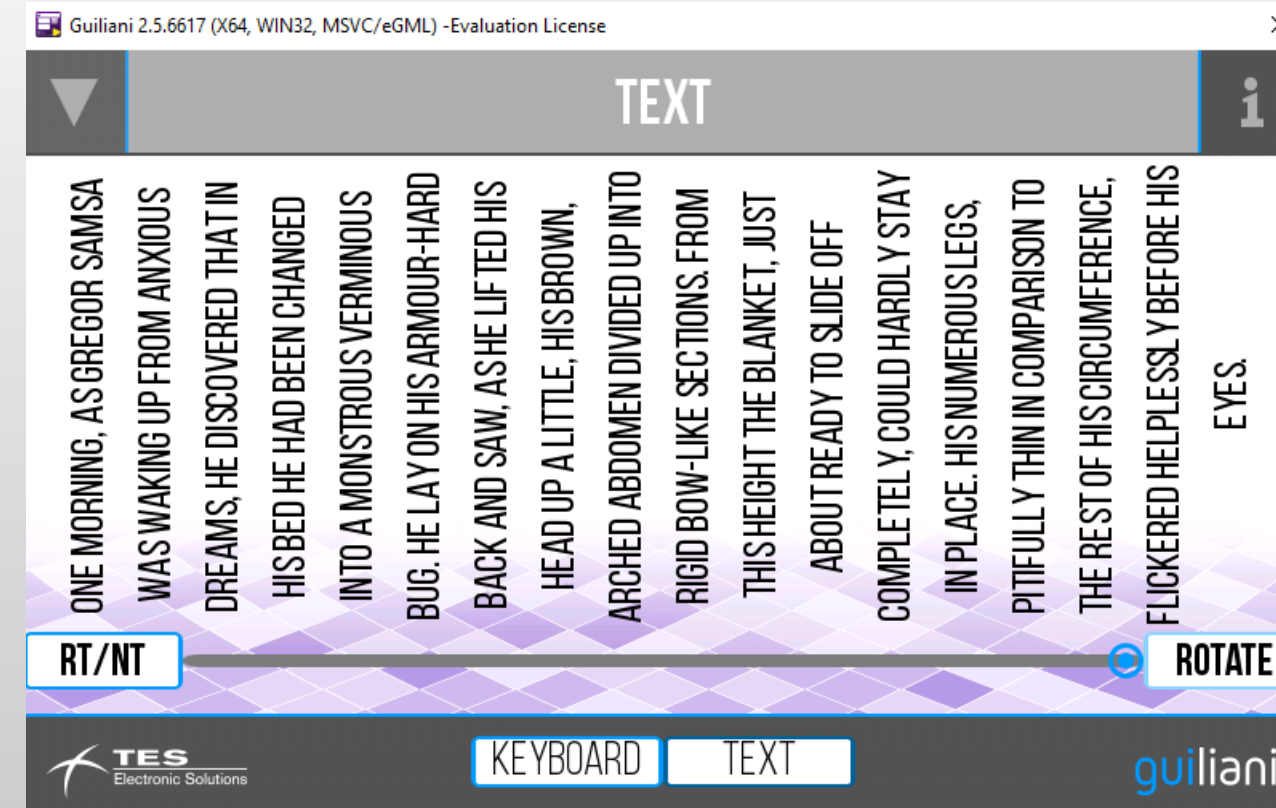 Guiliani 2.5.6617 (X64, WIN32, MSVC/eGML) -Evaluation License
TEXT
i
ONE MORNING, AS GREGOR SAMSA
WAS WAKING UP FROM ANXIOUS
DREAMS, HE DISCOVERED THAT IN
HIS BED HE HAD BEEN CHANGED
INTO A MONSTROUS VERMINOUS
BUG. HE LAY ON HIS ARMOUR-HARD
BACK AND SAW, AS HE LIFTED HIS
HEAD UP A LITTLE, HIS BROWN,
ARCHED ABDOMEN DIVIDED UP INTO
RIGID BOW-LIKE SECTIONS. FROM
THIS HEIGHT THE BLANKET, JUST
ABOUT READY TO SLIDE OFF
COMPLETELY, COULD HARDLY STAY
IN PLACE. HIS NUMEROUS LEGS,
PITIFULLY THIN IN COMPARISON TO
THE REST OF HIS CIRCUMFERENCE,
FLICKERED HELPLESSLY BEFORE HIS
EYES.
RT/NT
ROTATE
TES
Electronic Solutions
KEYBOARD
TEXT
guiliani